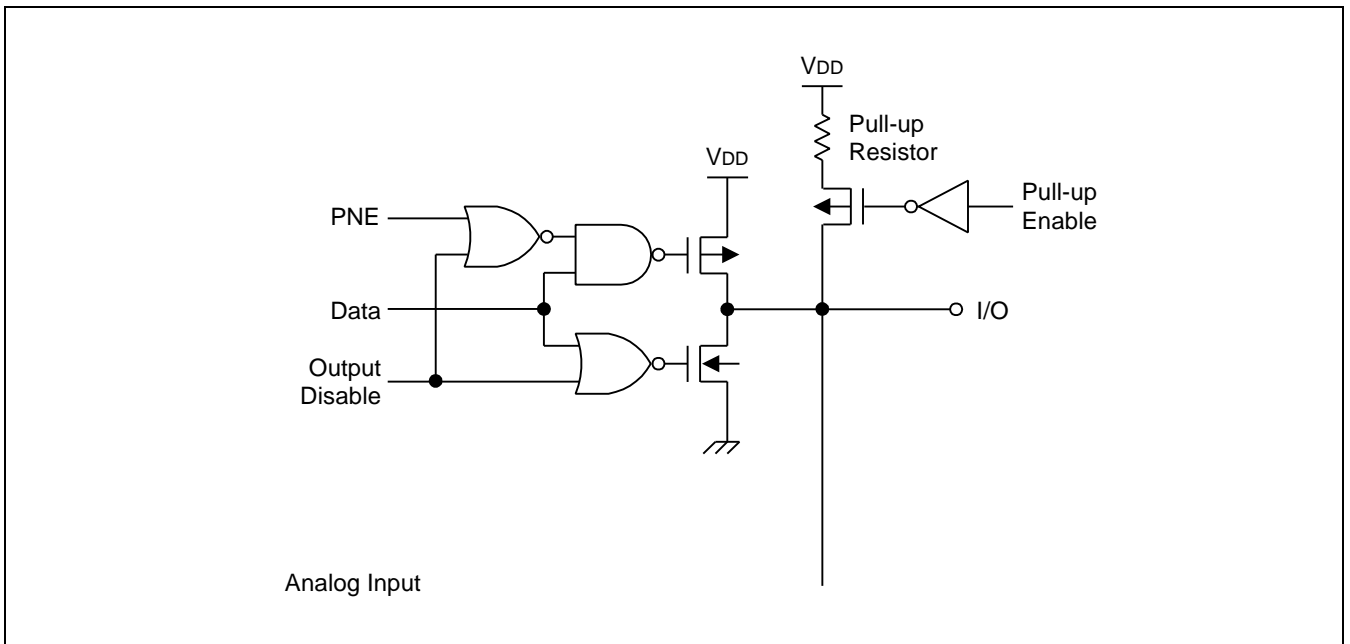 VDD
Pull-up
Resistor
VDD
Pull-up
Enable
PNE
Data
I/O
Output
Disable
Analog Input